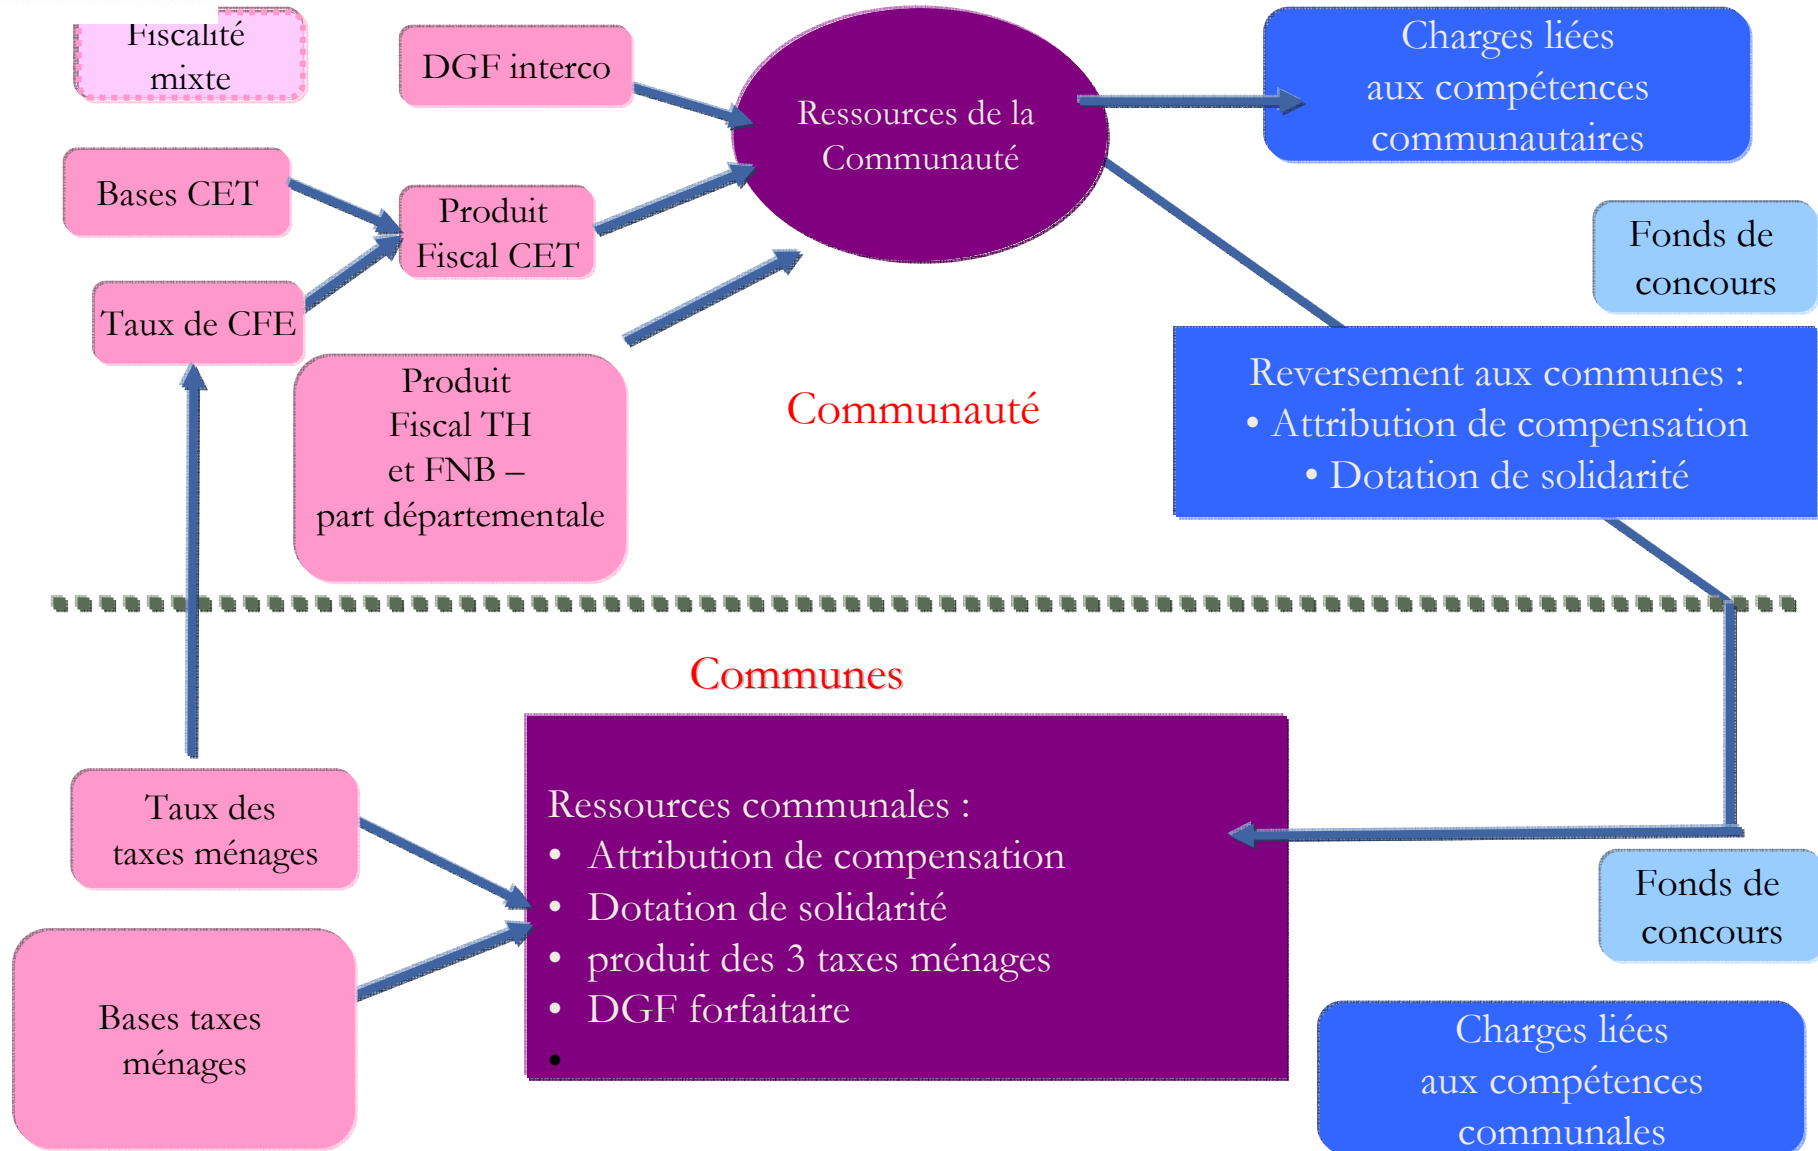 Fiscalité
mixte
DGF interco
Ressources de la
Communauté
Charges liées
aux compétences
communautaires
Bases CET
Produit
Fiscal CET
Taux de CFE
Fonds de
concours
Produit
Fiscal TH
et FNB –
part départementale
Communauté
Reversement aux communes :
• Attribution de compensation
• Dotation de solidarité
Communes
Taux des
taxes ménages
Bases taxes
ménages
Ressources communales :
• Attribution de compensation
• Dotation de solidarité
• produit des 3 taxes ménages
• DGF forfaitaire
•
Fonds de
concours
Charges liées
aux compétences
communales